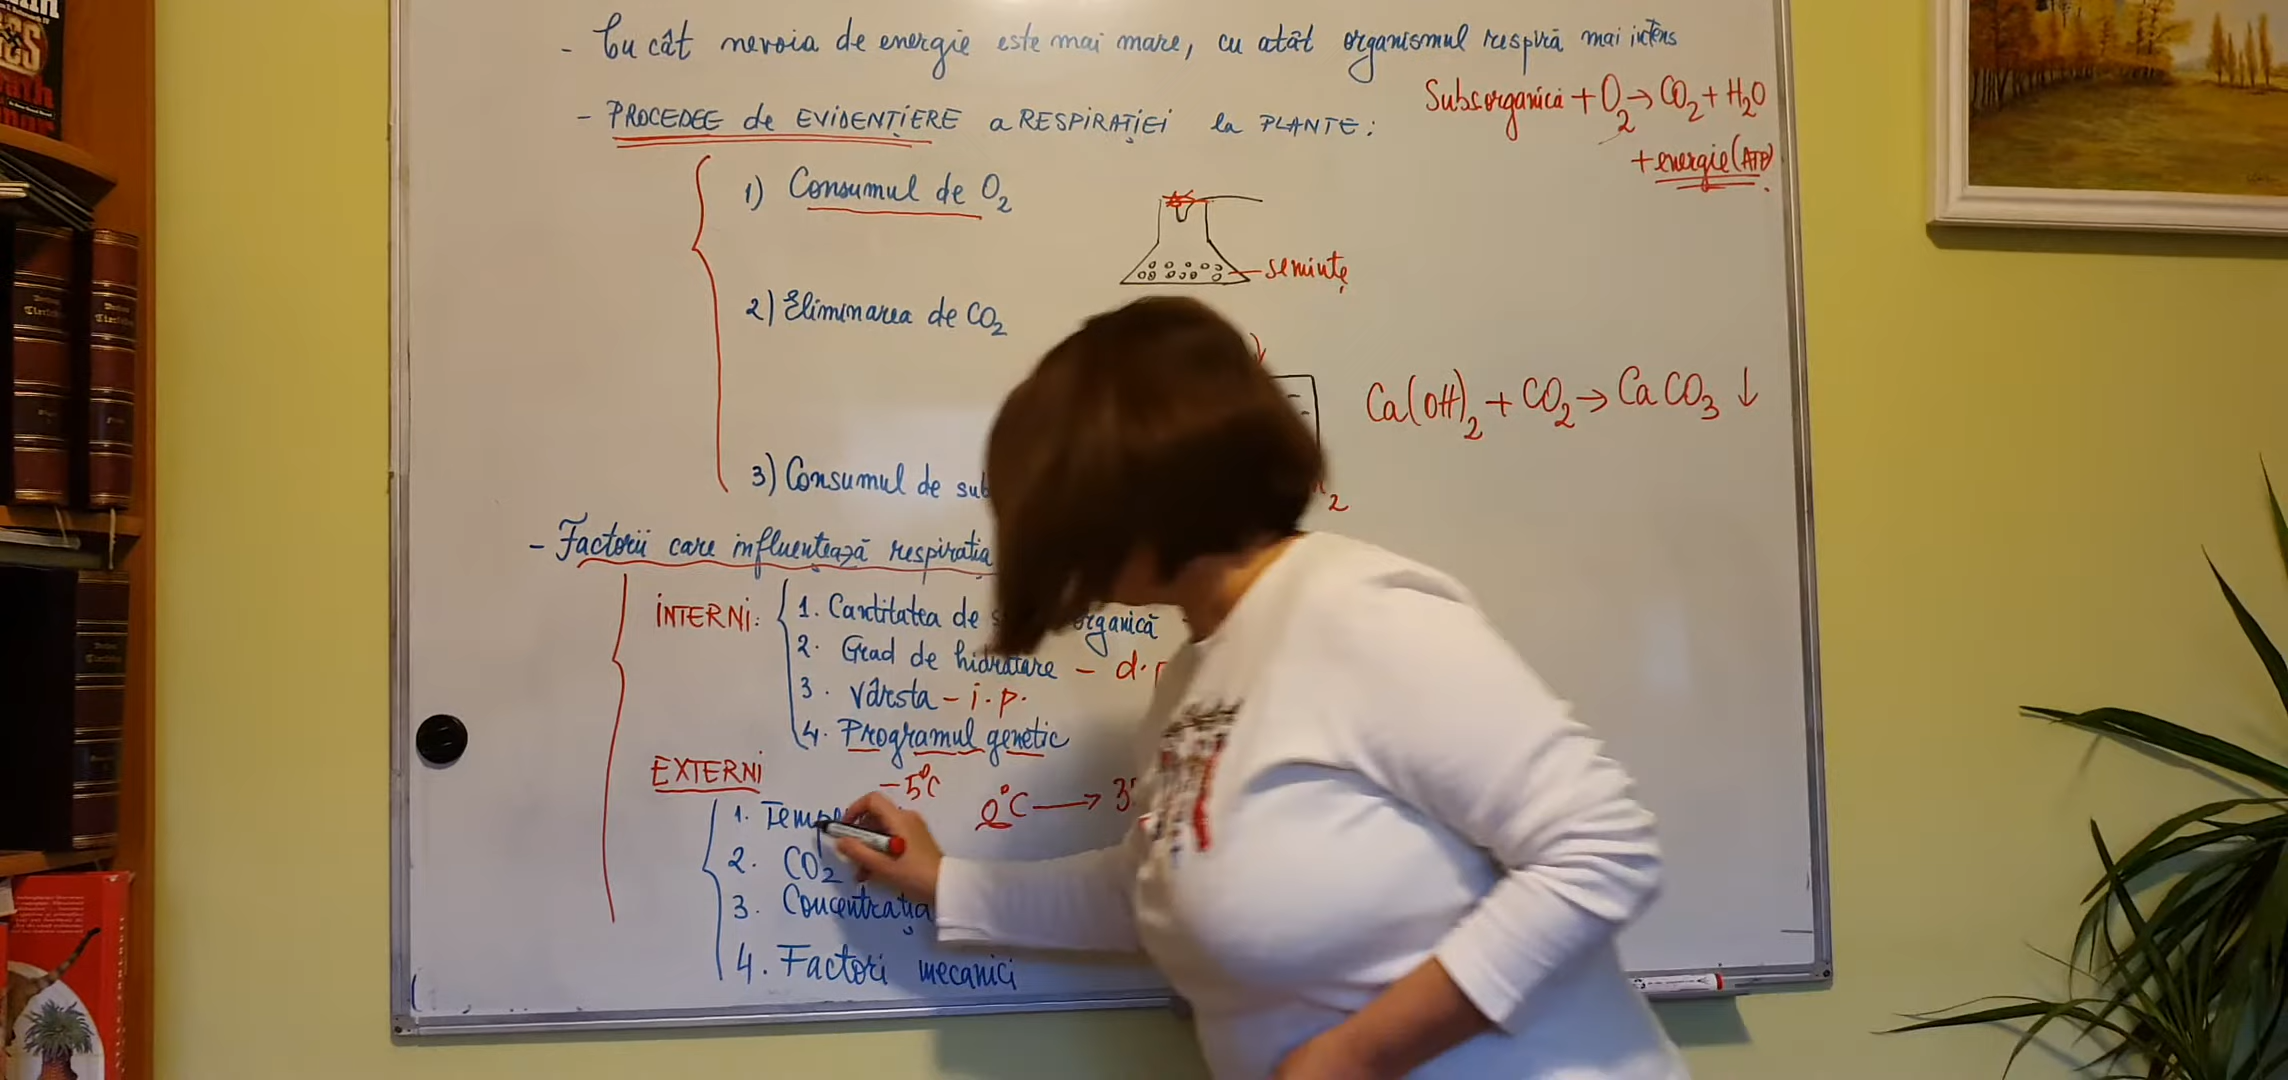 - Cu cât nevoia de energie este mai mare, cu atât organismul respiră mai intens
Subs.organică + O2 → CO2 + H2O
+ energie (ATP)
- PROCEDEE de EVIDENȚIERE a RESPIRAȚIEI la PLANTE:
1) Consumul de O2
semințe
2) Eliminarea de CO2
Ca(OH)2 + CO2 → CaCO3 ↓
3) Consumul de
2
- Factorii care influențează respirația
INTERNI:
1. Cantitatea de organică
2. Grad de hidratare - d.
3. Vârsta - i.p.
4. Programul genetic
EXTERNI
-5°C
0°C →
1.
2. CO2
3. Concentrația
4. Factori mecanici